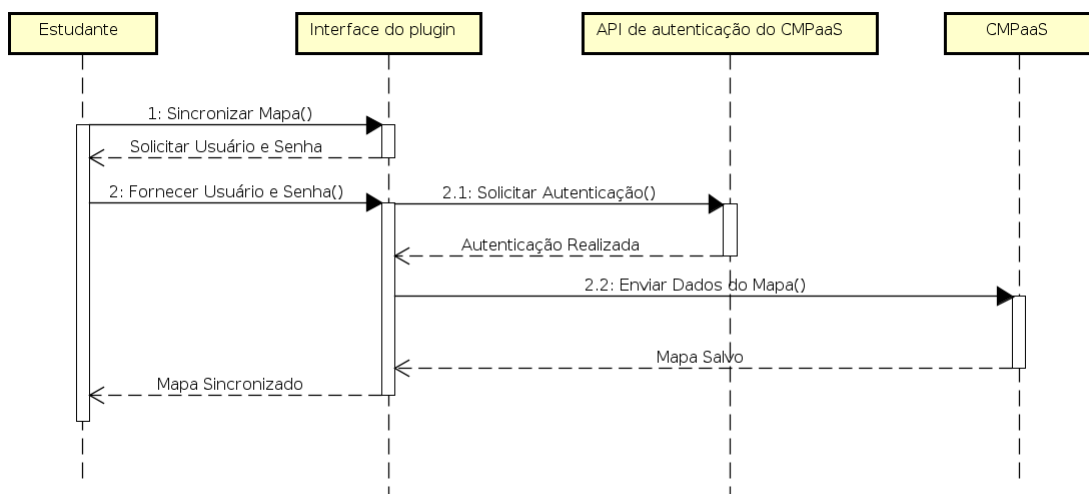 Estudante
Interface do plugin
API de autenticação do CMPaaS
CMPaaS
1: Sincronizar Mapa()
Solicitar Usuário e Senha
2: Fornecer Usuário e Senha()
2.1: Solicitar Autenticação()
Autenticação Realizada
2.2: Enviar Dados do Mapa()
Mapa Salvo
Mapa Sincronizado